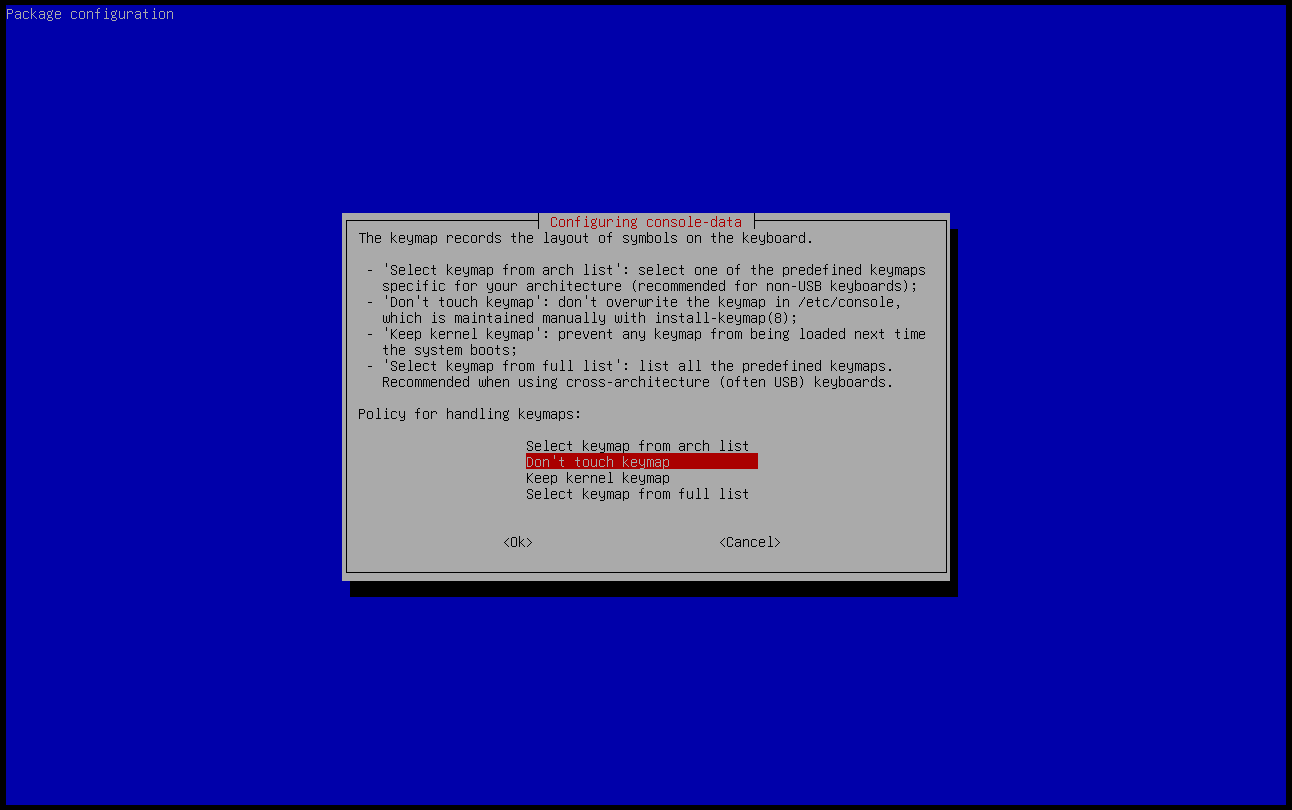 Package configuration
Configuring console-data
The keymap records the layout of symbols on the keyboard.
- 'Select keymap from arch list': select one of the predefined keymaps
specific for your architecture (recommended for non-USB keyboards);
- 'Don't touch keymap': don't overwrite the keymap in /etc/console,
which is maintained manually with install-keymap(8);
- 'Keep kernel keymap': prevent any keymap from being loaded next time
the system boots;
- 'Select keymap from full list': list all the predefined keymaps.
Recommended when using cross-architecture (often USB) keyboards.
Policy for handling keymaps:
Select keymap from arch list
Don't touch keymap
Keep kernel keymap
Select keymap from full list
<Ok> <Cancel>